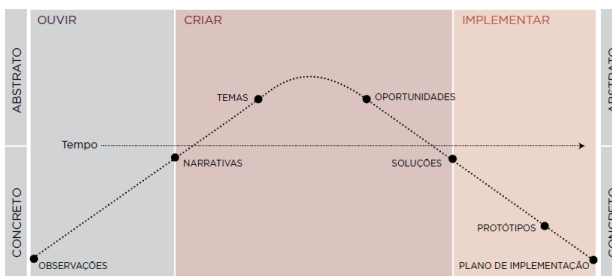 OUVIR
CRIAR
IMPLEMENTAR
ABSTRATO
ABSTRATO
TEMAS
OPORTUNIDADES
Tempo
NARRATIVAS
SOLUÇÕES
CONCRETO
CONCRETO
PROTÓTIPOS
OBSERVAÇÕES
PLANO DE IMPLEMENTAÇÃO